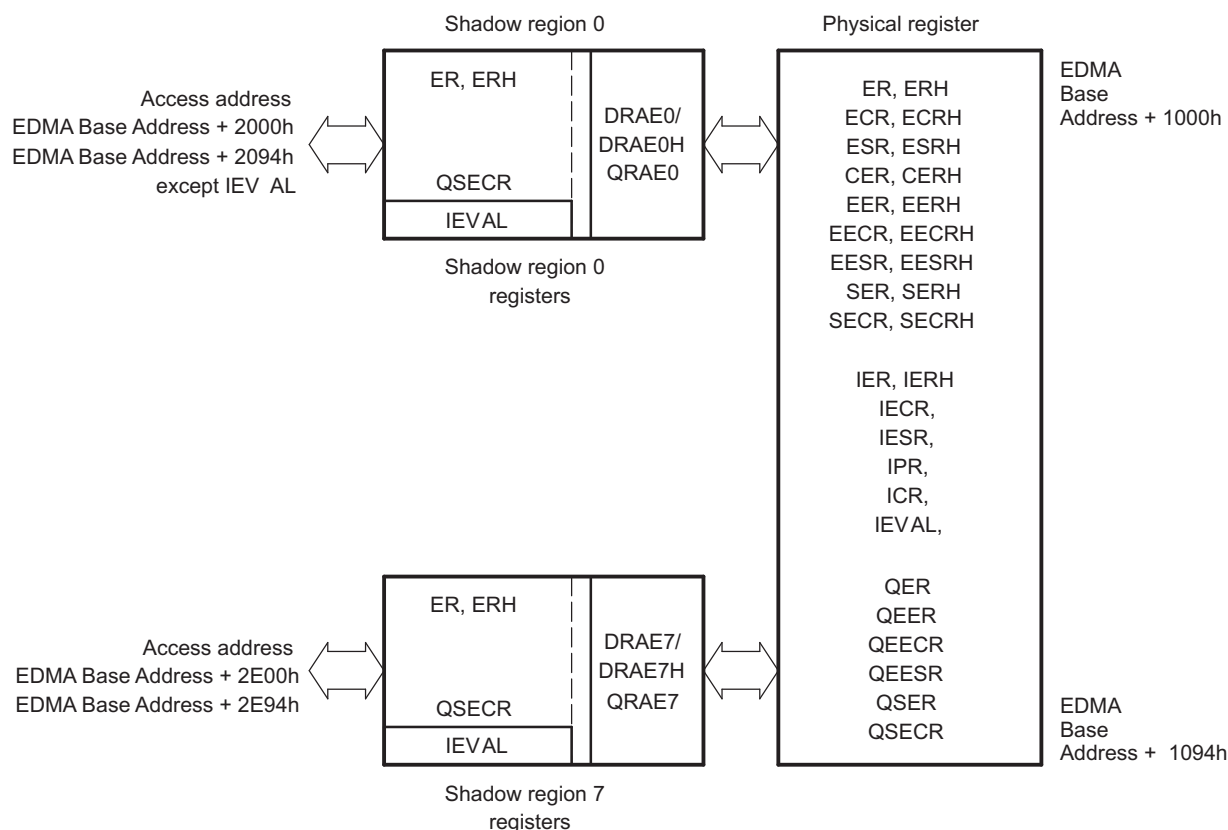 Shadow region 0
Physical register
Access address
EDMA Base Address + 2000h
EDMA Base Address + 2094h
except IEV AL
ER, ERH
QSECR
IEVAL
DRAE0/
DRAE0H
QRAE0
Shadow region 0
registers
ER, ERH
ECR, ECRH
ESR, ESRH
CER, CERH
EER, EERH
EECR, EECRH
EESR, EESRH
SER, SERH
SECR, SECRH
IER, IERH
IECR,
IESR,
IPR,
ICR,
IEVAL,
QER
QEER
QEECR
QEESR
QSER
QSECR
EDMA
Base
Address + 1000h
Access address
EDMA Base Address + 2E00h
EDMA Base Address + 2E94h
ER, ERH
QSECR
IEVAL
DRAE7/
DRAE7H
QRAE7
Shadow region 7
registers
EDMA
Base
Address + 1094h